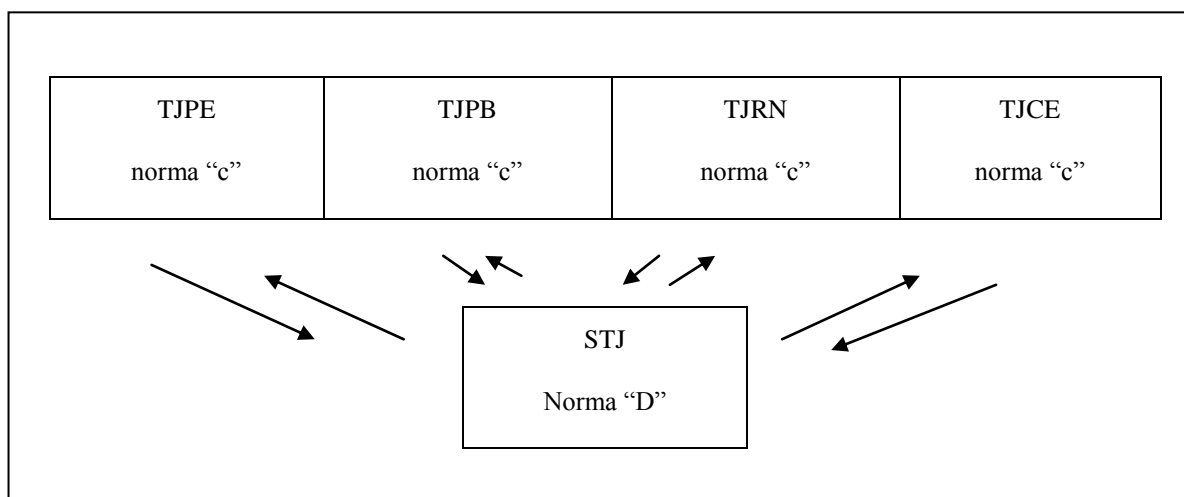 TJPE
norma “c”
TJPB
norma “c”
TJRN
norma “c”
TJCE
norma “c”
STJ
Norma “D”